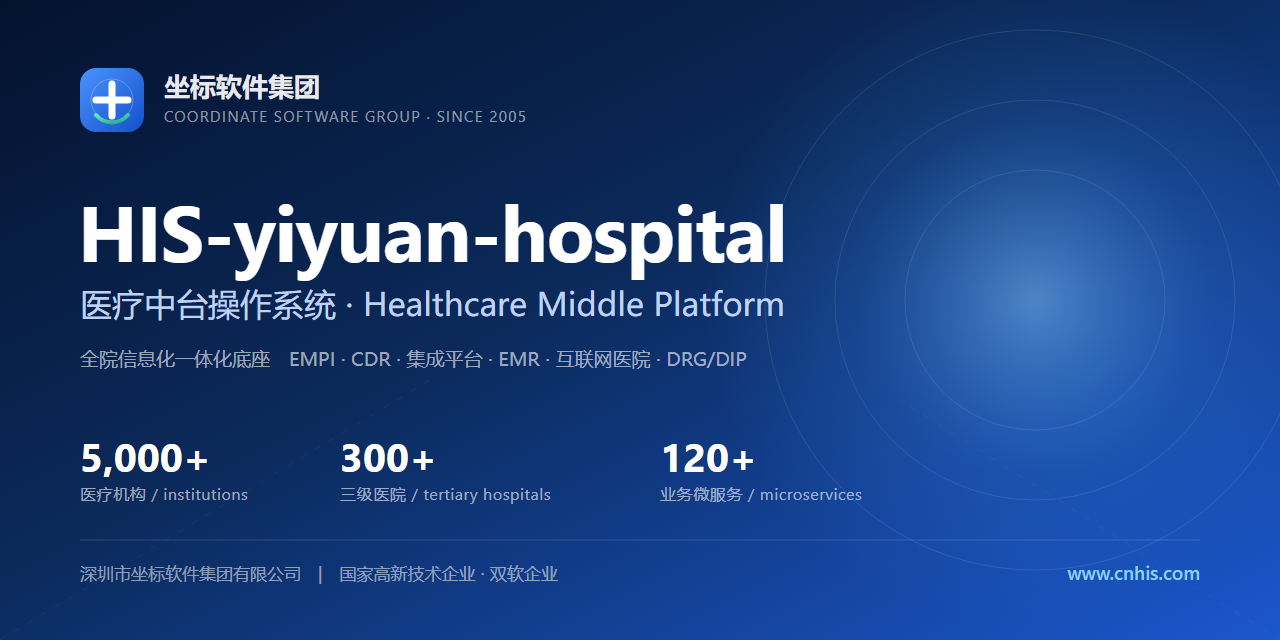 坐标软件集团
COORDINATE SOFTWARE GROUP · SINCE 2005
HIS-yiyuan-hospital
医疗中台操作系统 · Healthcare Middle Platform
全院信息化一体化底座 EMPI · CDR · 集成平台 · EMR · 互联网医院 · DRG/DIP
5,000+ 300+ 120+
医疗机构 / institutions 三级医院 / tertiary hospitals 业务微服务 / microservices
深圳市坐标软件集团有限公司 | 国家高新技术企业 · 双软企业 www.cnhis.com